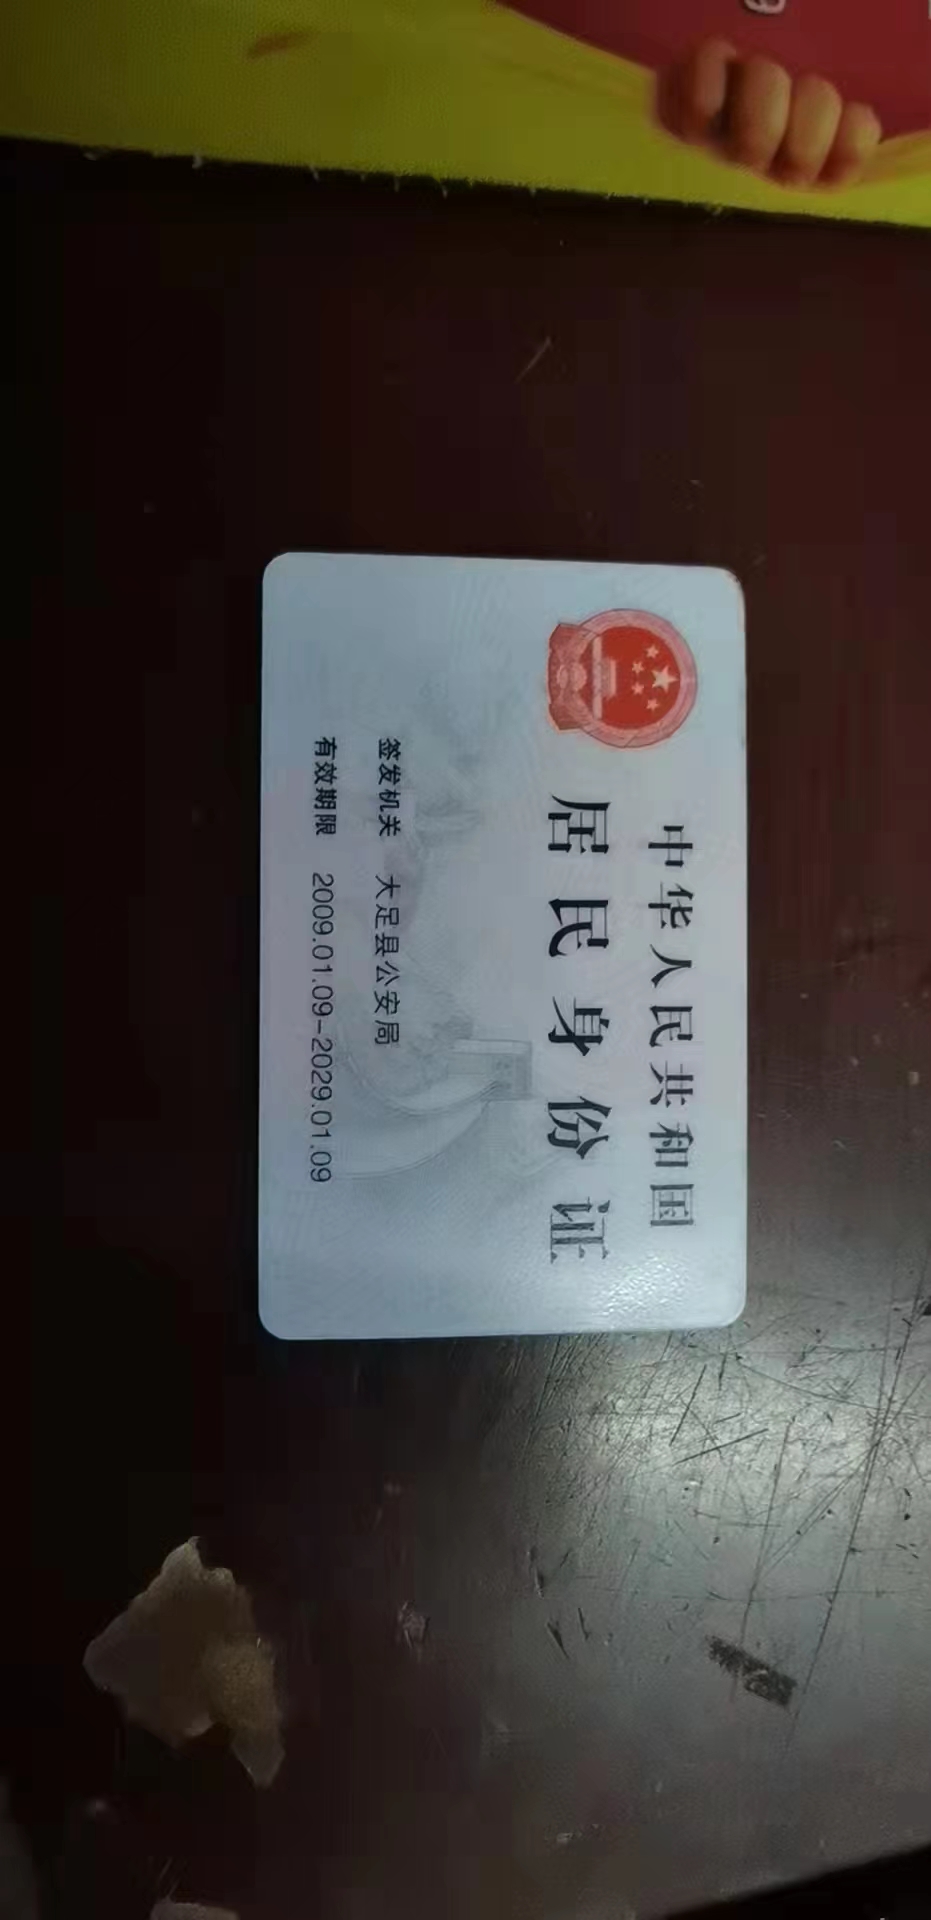 中华人民共和国
居民身份证
签发机关 大足县公安局
有效期限 2009.01.09-2029.01.09